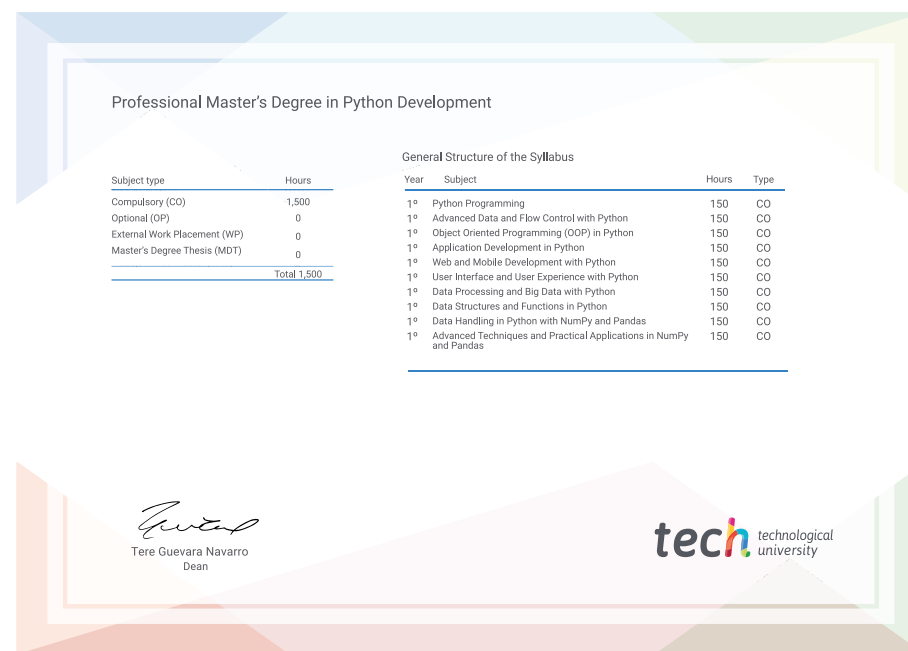 Professional Master's Degree in Python Development
Subject type Hours
Compulsory (CO) 1,500
Optional (OP) 0
External Work Placement (WP) 0
Master's Degree Thesis (MDT) 0
Total 1,500
General Structure of the Syllabus
Year Subject Hours Type
1º Python Programming 150 CO
1º Advanced Data and Flow Control with Python 150 CO
1º Object Oriented Programming (OOP) in Python 150 CO
1º Application Development in Python 150 CO
1º Web and Mobile Development with Python 150 CO
1º User Interface and User Experience with Python 150 CO
1º Data Processing and Big Data with Python 150 CO
1º Data Structures and Functions in Python 150 CO
1º Data Handling in Python with NumPy and Pandas 150 CO
1º Advanced Techniques and Practical Applications in NumPy 150 CO
and Pandas
Tere Guevara Navarro
Dean
tech technological
university